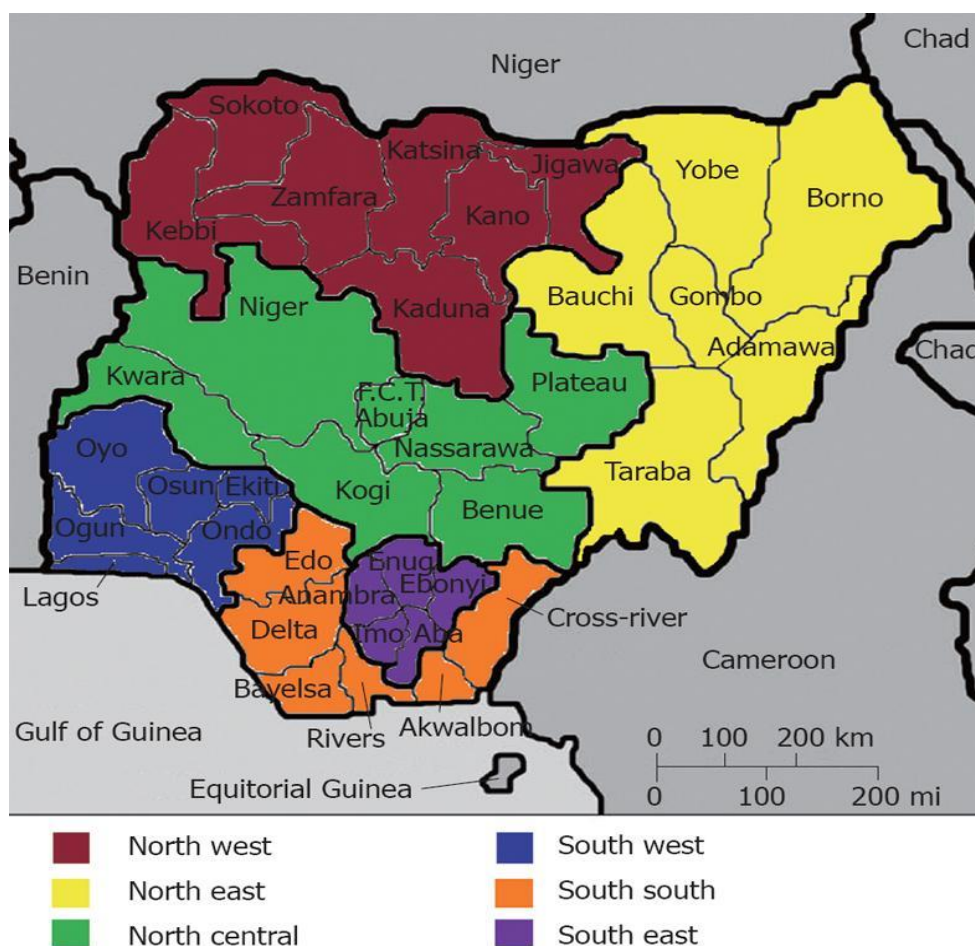 Chad
Niger
Sokoto
Katsina
Jigawa
Yobe
Borno
Zamfara
Kano
Kebbi
Benin
Bauchi
Gombo
Niger
Kaduna
Adamawa
Chad
Kwara
Plateau
F.C.T.
Abuja
Oyo
Nassarawa
Taraba
Osun
Ekiti
Kogi
Benue
Ogun
Ondo
Edo
Enug
Ebonyi
Lagos
Anambra
Cross-river
Delta
Imo
Aba
Cameroon
Bayelsa
Gulf of Guinea
Rivers
Akwalbom
0 100 200 km
Equitorial Guinea
0 100 200 mi
North west
South west
North east
South south
North central
South east